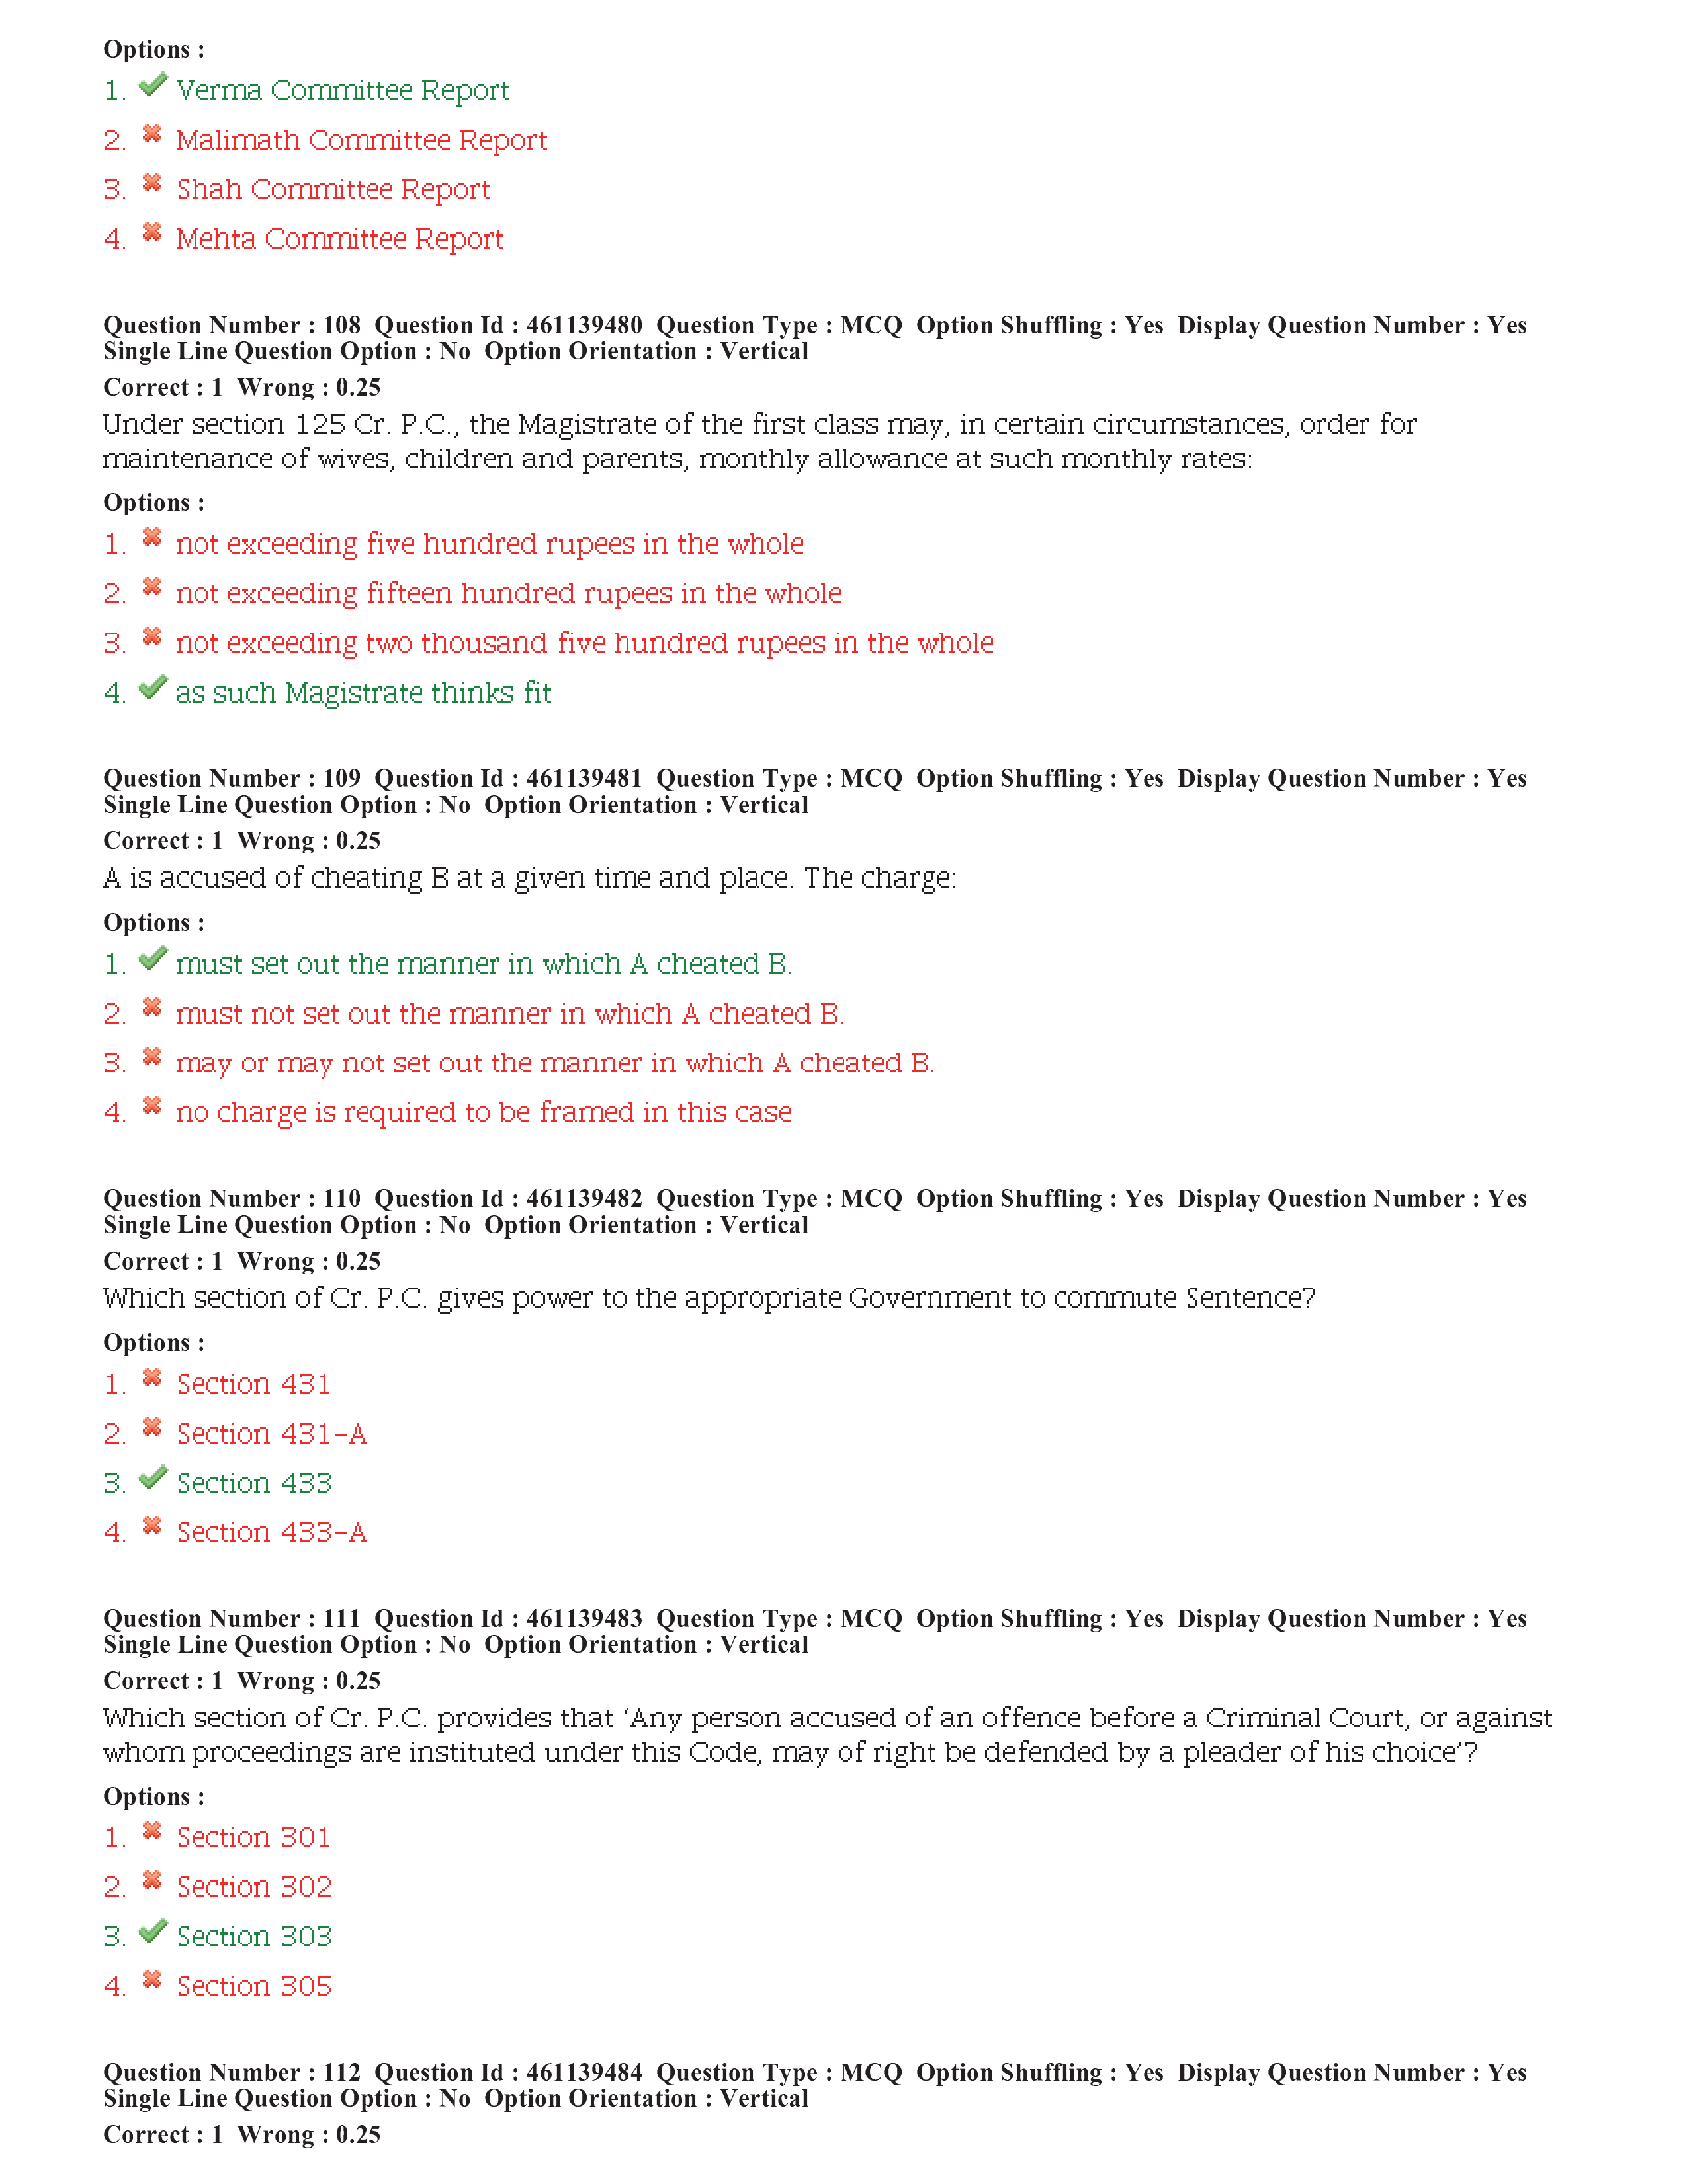 Options :
1. Verma Committee Report
2. Malimath Committee Report
3. Shah Committee Report
4. Mehta Committee Report
Question Number : 108 Question Id : 461139480 Question Type : MCQ Option Shuffling : Yes Display Question Number : Yes
Single Line Question Option : No Option Orientation : Vertical
Correct : 1 Wrong : 0.25
Under section 125 Cr. P.C., the Magistrate of the first class may, in certain circumstances, order for
maintenance of wives, children and parents, monthly allowance at such monthly rates:
Options :
1. not exceeding five hundred rupees in the whole
2. not exceeding fifteen hundred rupees in the whole
3. not exceeding two thousand five hundred rupees in the whole
4. as such Magistrate thinks fit
Question Number : 109 Question Id : 461139481 Question Type : MCQ Option Shuffling : Yes Display Question Number : Yes
Single Line Question Option : No Option Orientation : Vertical
Correct : 1 Wrong : 0.25
A is accused of cheating B at a given time and place. The charge:
Options :
1. must set out the manner in which A cheated B.
2. must not set out the manner in which A cheated B.
3. may or may not set out the manner in which A cheated B.
4. no charge is required to be framed in this case
Question Number : 110 Question Id : 461139482 Question Type : MCQ Option Shuffling : Yes Display Question Number : Yes
Single Line Question Option : No Option Orientation : Vertical
Correct : 1 Wrong : 0.25
Which section of Cr. P.C. gives power to the appropriate Government to commute Sentence?
Options :
1. Section 431
2. Section 431-A
3. Section 433
4. Section 433-A
Question Number : 111 Question Id : 461139483 Question Type : MCQ Option Shuffling : Yes Display Question Number : Yes
Single Line Question Option : No Option Orientation : Vertical
Correct : 1 Wrong : 0.25
Which section of Cr. P.C. provides that ‘Any person accused of an offence before a Criminal Court, or against
whom proceedings are instituted under this Code, may of right be defended by a pleader of his choice’?
Options :
1. Section 301
2. Section 302
3. Section 303
4. Section 305
Question Number : 112 Question Id : 461139484 Question Type : MCQ Option Shuffling : Yes Display Question Number : Yes
Single Line Question Option : No Option Orientation : Vertical
Correct : 1 Wrong : 0.25